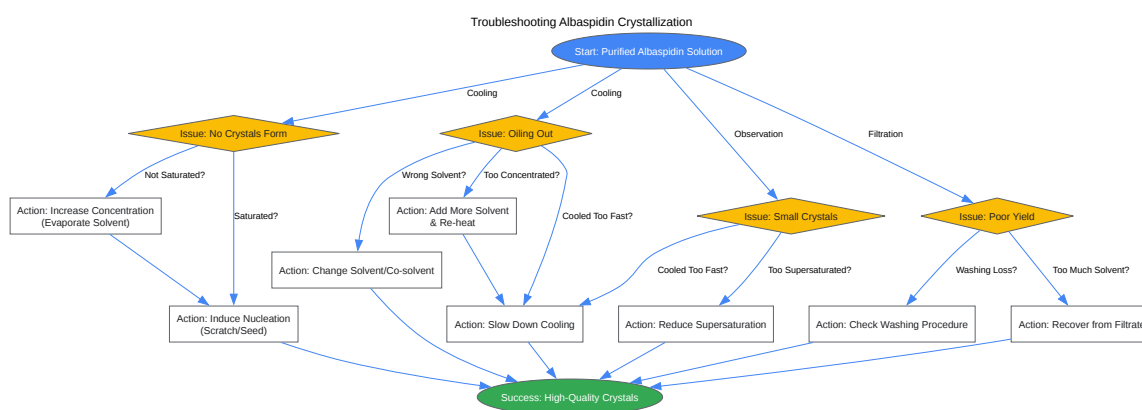 Troubleshooting Albaspidin Crystallization
Start: Purified Albaspidin Solution
Cooling
Cooling
Issue: No Crystals Form
Issue: Oiling Out
Observation
Filtration
Not Saturated?
Wrong Solvent?
Too Concentrated?
Action: Increase Concentration
(Evaporate Solvent)
Saturated?
Action: Add More Solvent
& Re-heat
Cooled Too Fast?
Issue: Small Crystals
Issue: Poor Yield
Action: Change Solvent/Co-solvent
Cooled Too Fast?
Too Supersaturated?
Washing Loss?
Too Much Solvent?
Action: Induce Nucleation
(Scratch/Seed)
Action: Slow Down Cooling
Action: Reduce Supersaturation
Action: Check Washing Procedure
Action: Recover from Filtrate
Success: High-Quality Crystals